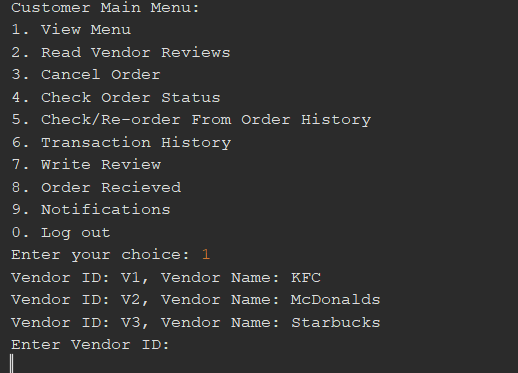 Customer Main Menu:
1. View Menu
2. Read Vendor Reviews
3. Cancel Order
4. Check Order Status
5. Check/Re-order From Order History
6. Transaction History
7. Write Review
8. Order Recieved
9. Notifications
0. Log out
Enter your choice: 1
Vendor ID: V1, Vendor Name: KFC
Vendor ID: V2, Vendor Name: McDonalds
Vendor ID: V3, Vendor Name: Starbucks
Enter Vendor ID: